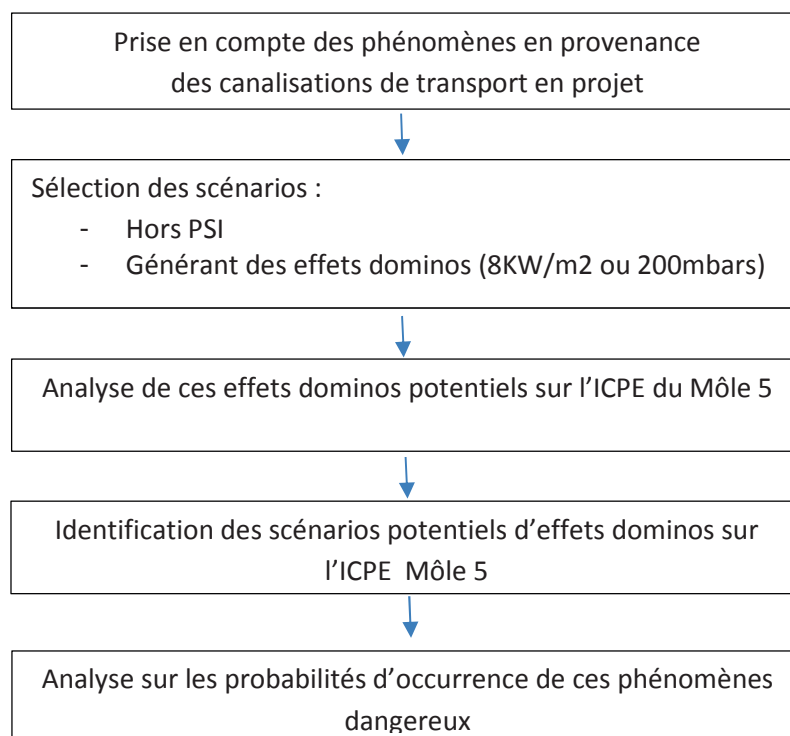 Prise en compte des phénomènes en provenance
des canalisations de transport en projet
Sélection des scénarios :
- Hors PSI
- Générant des effets dominos (8KW/m2 ou 200mbars)
Analyse de ces effets dominos potentiels sur l’ICPE du Môle 5
Identification des scénarios potentiels d’effets dominos sur
l’ICPE Môle 5
Analyse sur les probabilités d’occurrence de ces phénomènes
dangereux